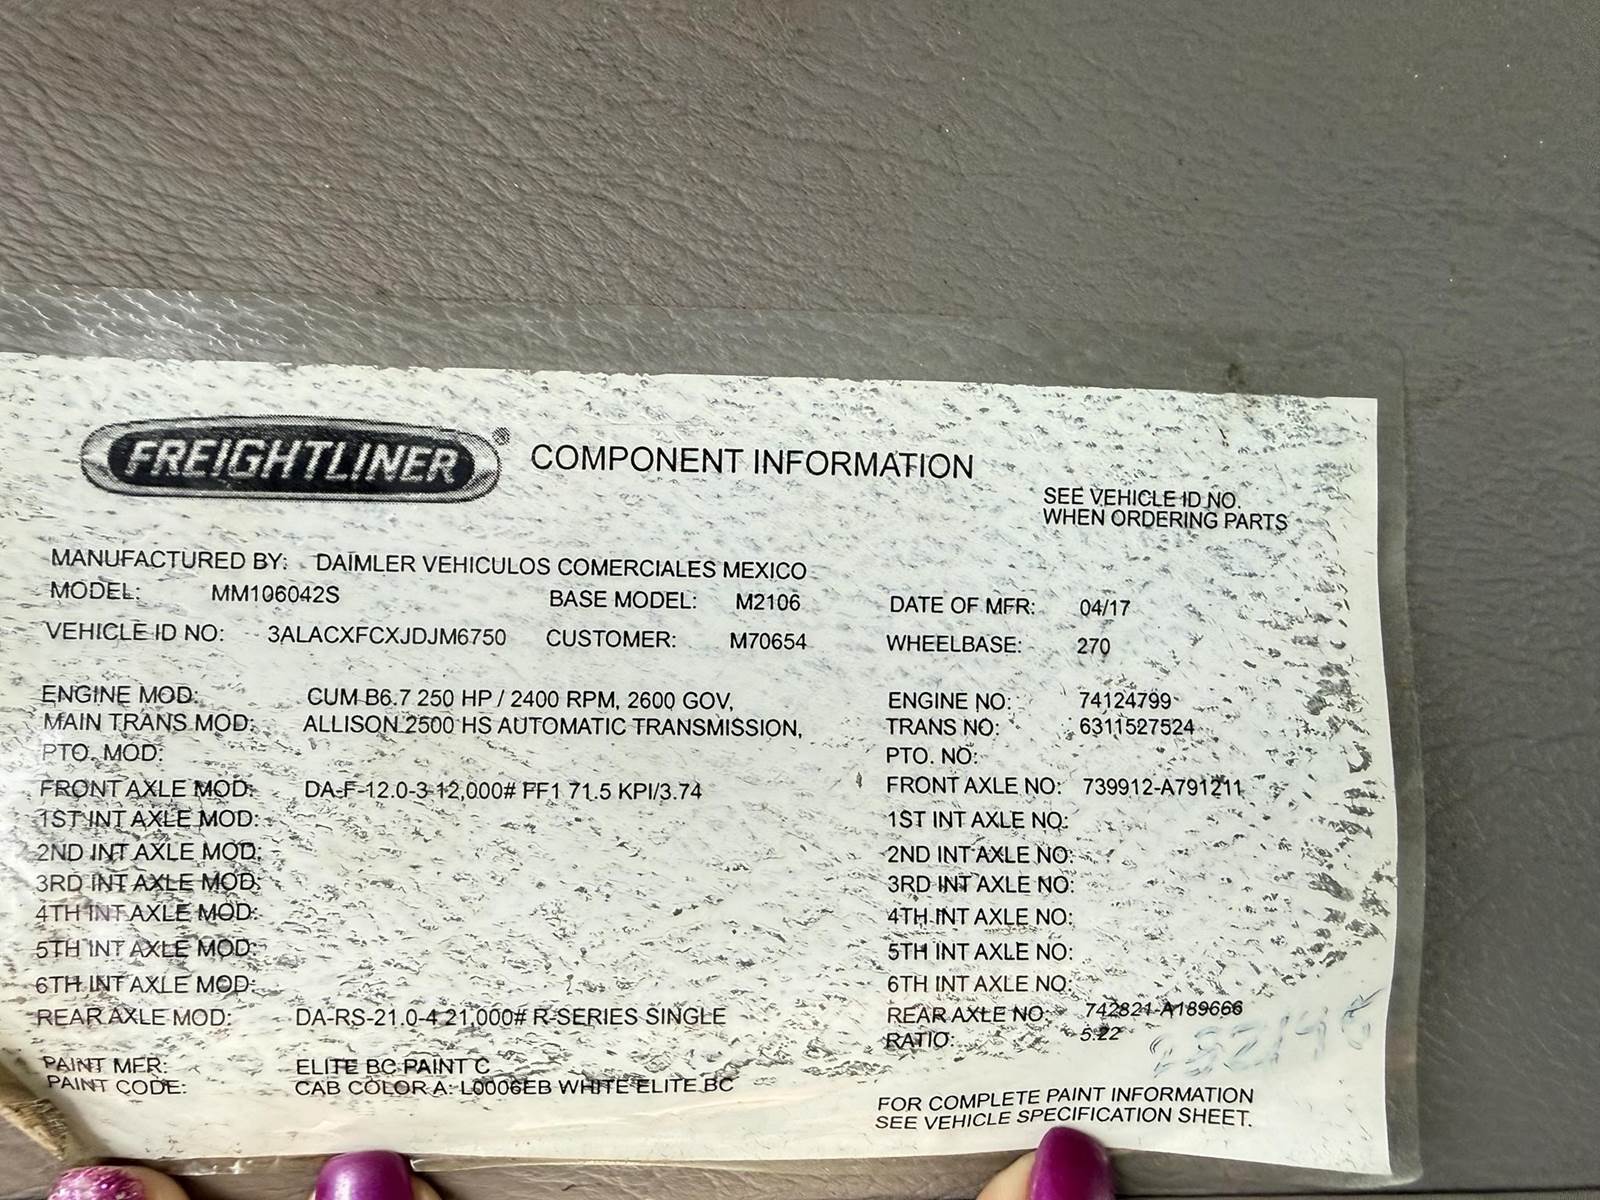 FREIGHTLINER® COMPONENT INFORMATION
SEE VEHICLE ID NO.
WHEN ORDERING PARTS
MANUFACTURED BY: DAIMLER VEHICULOS COMERCIALES MEXICO
MODEL: MM106042S BASE MODEL: M2106 DATE OF MFR: 04/17
VEHICLE ID NO: 3ALACXFCXJDJM6750 CUSTOMER: M70654 WHEELBASE: 270
ENGINE MOD: CUM B6.7 250 HP / 2400 RPM, 2600 GOV, ENGINE NO: 74124799
MAIN TRANS MOD: ALLISON 2500 HS AUTOMATIC TRANSMISSION, TRANS NO: 6311527524
PTO. MOD: PTO. NO:
FRONT AXLE MOD: DA-F-12.0-3 12,000# FF1 71.5 KPI/3.74 FRONT AXLE NO: 739912-A791211
1ST INT AXLE MOD: 1ST INT AXLE NO:
2ND INT AXLE MOD: 2ND INT AXLE NO:
3RD INT AXLE MOD: 3RD INT AXLE NO:
4TH INT AXLE MOD: 4TH INT AXLE NO:
5TH INT AXLE MOD: 5TH INT AXLE NO:
6TH INT AXLE MOD: 6TH INT AXLE NO:
REAR AXLE MOD: DA-RS-21.0-4 21,000# R-SERIES SINGLE REAR AXLE NO: 742821-A189666
RATIO: 5.22
PAINT MFR: ELITE BC PAINT C
PAINT CODE: CAB COLOR A: L0006EB WHITE ELITE BC
FOR COMPLETE PAINT INFORMATION
SEE VEHICLE SPECIFICATION SHEET.